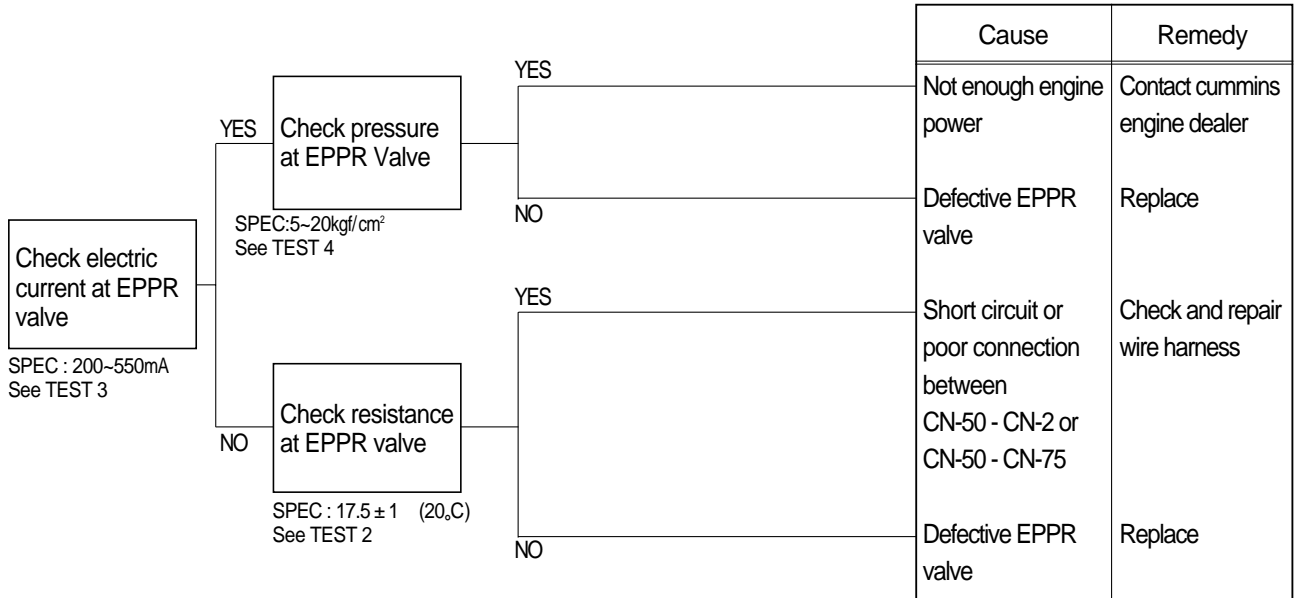 Cause
Remedy
YES
Not enough engine
power
Contact cummins
engine dealer
YES
Check pressure
at EPPR Valve
NO
Defective EPPR
valve
Replace
SPEC:5~20kgf/cm²
See TEST 4
Check electric
current at EPPR
valve
SPEC : 200~550mA
See TEST 3
YES
Short circuit or
poor connection
between
CN-50 - CN-2 or
CN-50 - CN-75
Check and repair
wire harness
NO
Check resistance
at EPPR valve
SPEC : 17.5 ± 1 (20°C)
See TEST 2
NO
Defective EPPR
valve
Replace